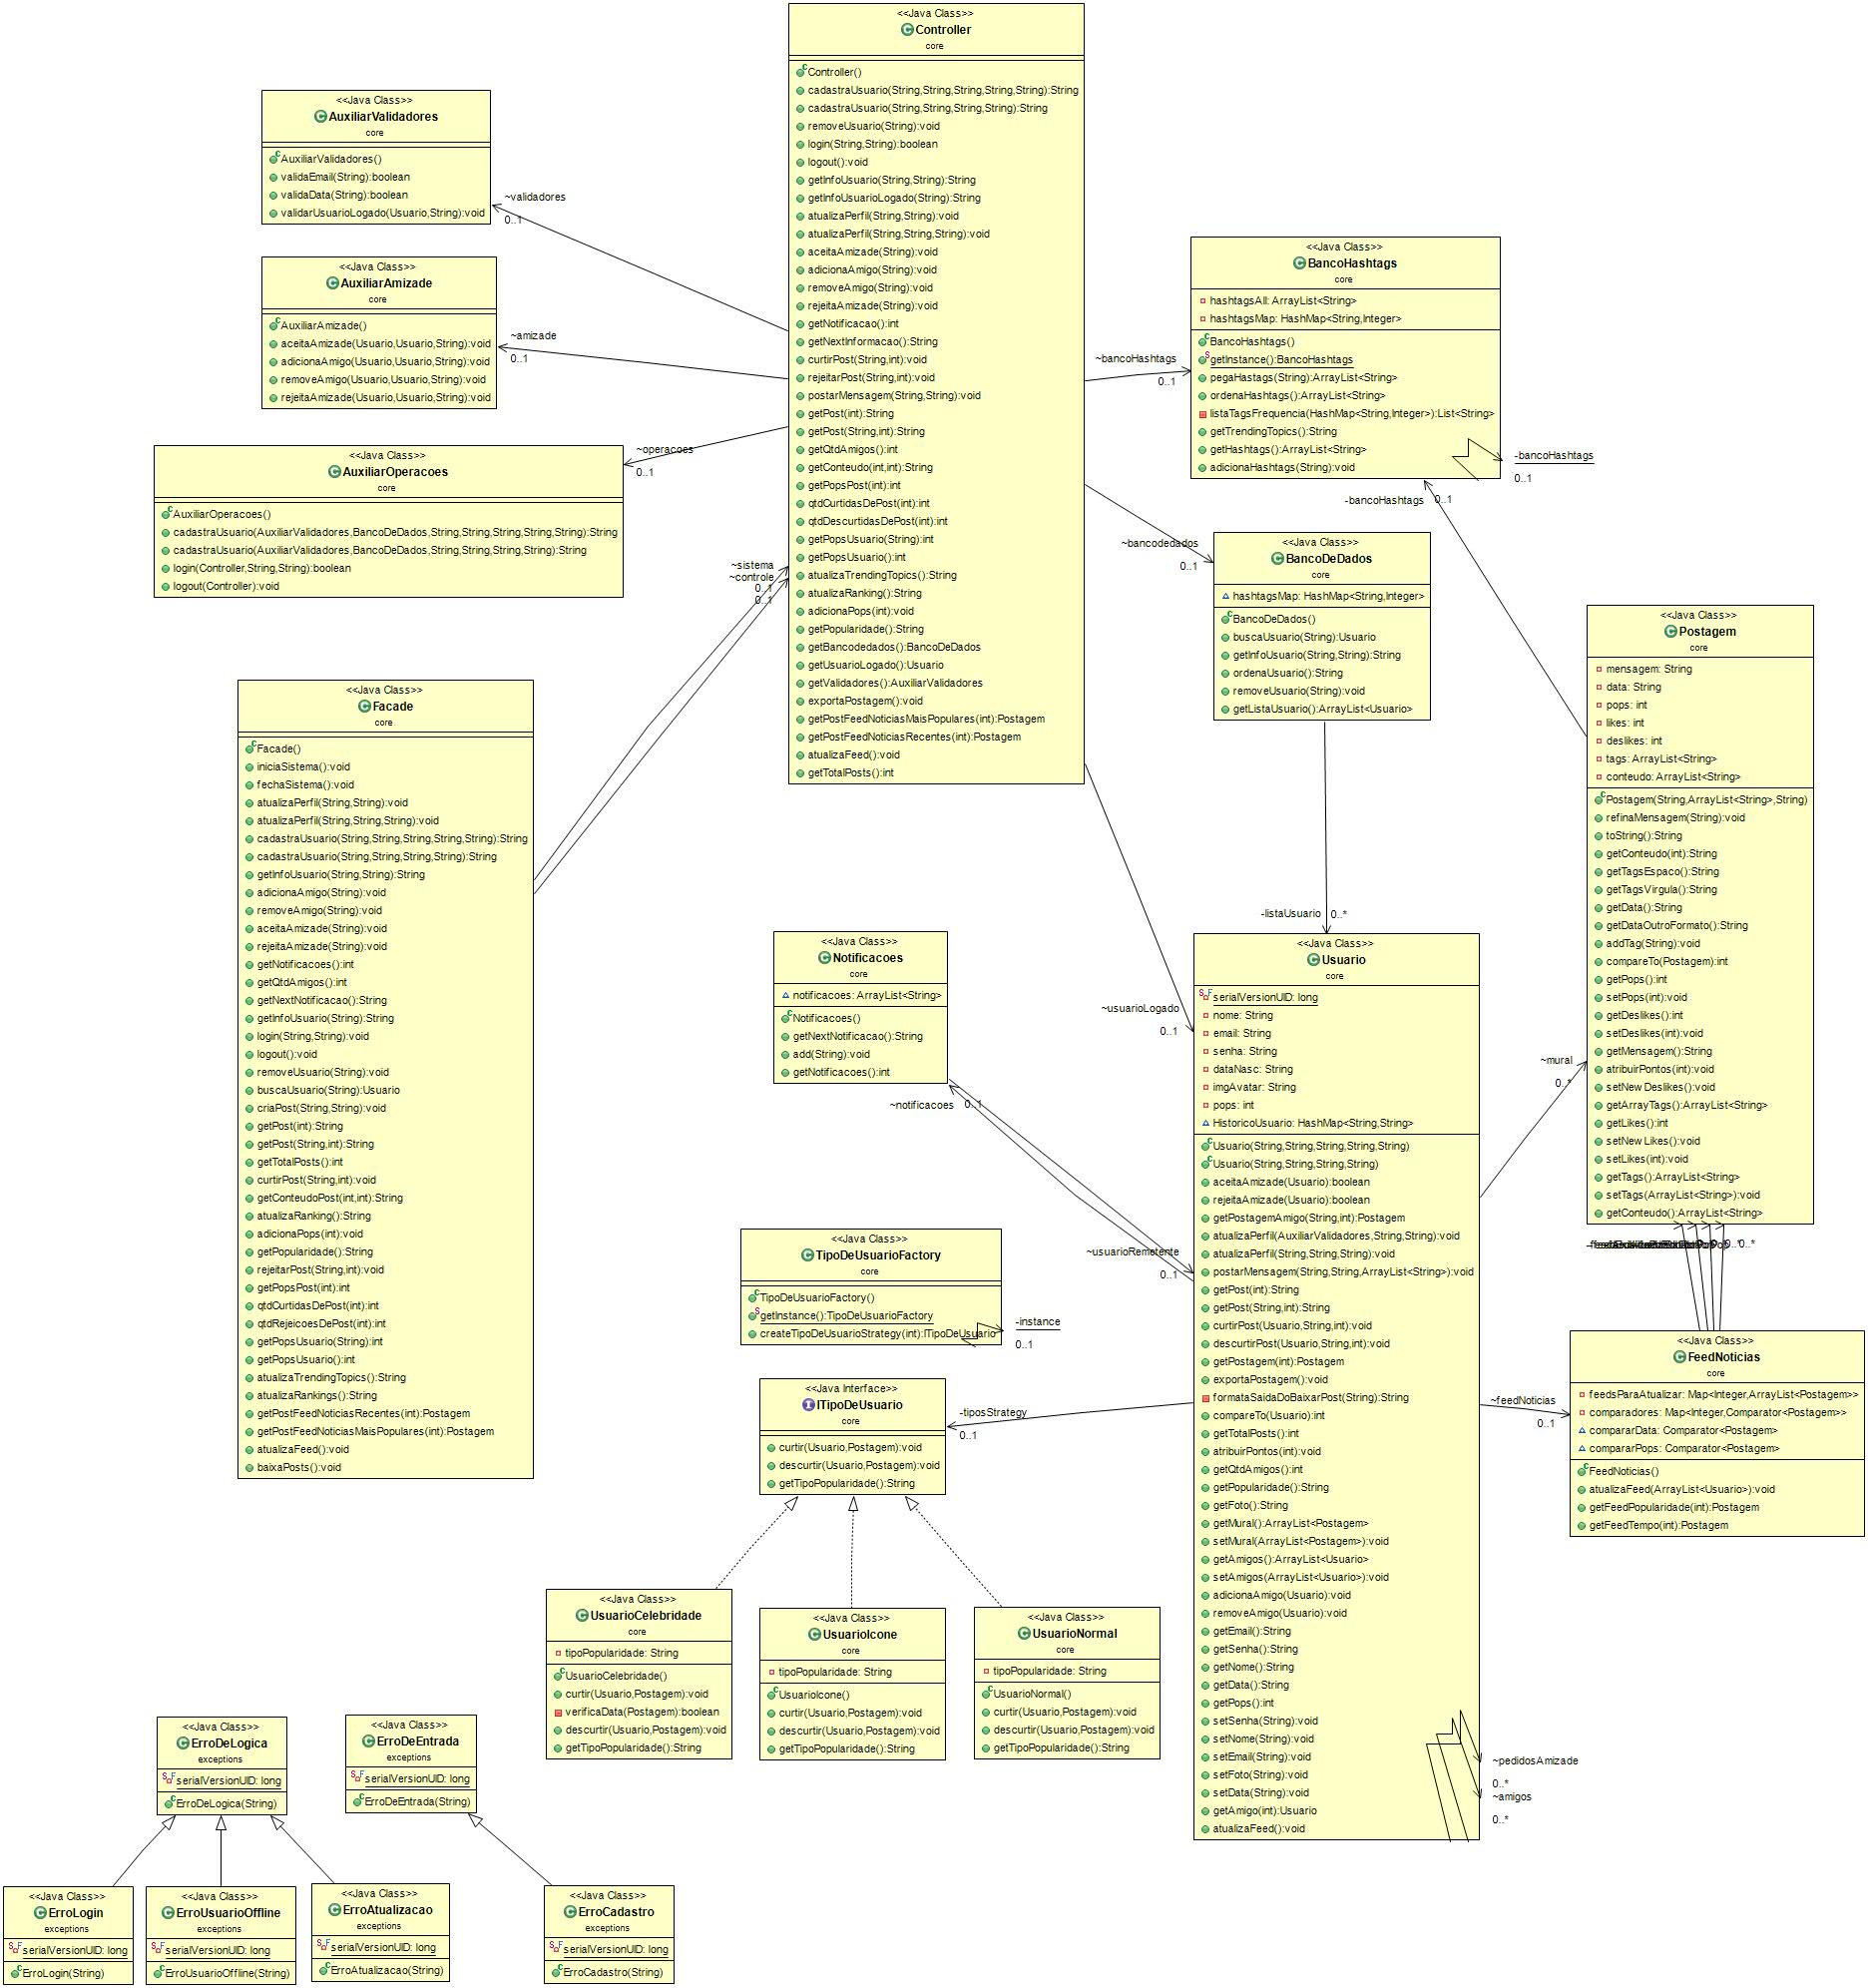 <<Java Class>>
Controller
core
Controller()
cadastraUsuario(String,String,String,String,String):String
cadastraUsuario(String,String,String,String):String
removeUsuario(String):void
login(String,String):boolean
logout():void
getInfoUsuario(String,String):String
getInfoUsuarioLogado(String):String
atualizaPerfil(String,String):void
atualizaPerfil(String,String,String):void
aceitaAmizade(String):void
adicionaAmigo(String):void
removeAmigo(String):void
rejeitaAmizade(String):void
getNotificacao():int
getNextInformacao():String
curtirPost(String,int):void
rejeitarPost(String,int):void
postarMensagem(String,String):void
getPost(int):String
getPost(String,int):String
getQtdAmigos():int
getConteudo(int,int):String
getPopsPost(int):int
qtdCurtidasDePost(int):int
qtdDescurtidasDePost(int):int
getPopsUsuario(String):int
getPopsUsuario():int
atualizaTrendingTopics():String
atualizaRanking():String
adicionaPops(int):void
getPopularidade():String
getBancodedados():BancoDeDados
getUsuarioLogado():Usuario
getValidadores():AuxiliarValidadores
exportaPostagem():void
getPostFeedNoticiasMaisPopulares(int):Postagem
getPostFeedNoticiasRecentes(int):Postagem
atualizaFeed():void
getTotalPosts():int
<<Java Class>>
AuxiliarValidadores
core
AuxiliarValidadores()
validaEmail(String):boolean
validaData(String):boolean
validarUsuarioLogado(Usuario,String):void
~validadores
0..1
<<Java Class>>
AuxiliarAmizade
core
AuxiliarAmizade()
aceitaAmizade(Usuario,Usuario,String):void
adicionaAmigo(Usuario,Usuario,String):void
removeAmigo(Usuario,Usuario,String):void
rejeitaAmizade(Usuario,Usuario,String):void
~amizade
0..1
<<Java Class>>
AuxiliarOperacoes
core
AuxiliarOperacoes()
cadastraUsuario(AuxiliarValidadores,BancoDeDados,String,String,String,String,String):String
cadastraUsuario(AuxiliarValidadores,BancoDeDados,String,String,String,String):String
login(Controller,String,String):boolean
logout(Controller):void
~operacoes
0..1
<<Java Class>>
BancoHashtags
core
hashtagsAll: ArrayList<String>
hashtagsMap: HashMap<String,Integer>
BancoHashtags()
getInstance():BancoHashtags
pegaHastags(String):ArrayList<String>
ordenaHashtags():ArrayList<String>
listaTagsFrequencia(HashMap<String,Integer>):List<String>
getTrendingTopics():String
getHashtags():ArrayList<String>
adicionaHashtags(String):void
~bancoHashtags
0..1
-bancoHashtags
0..1
-bancoHashtags
0..1
<<Java Class>>
BancoDeDados
core
hashtagsMap: HashMap<String,Integer>
BancoDeDados()
buscaUsuario(String):Usuario
getInfoUsuario(String,String):String
ordenaUsuario():String
removeUsuario(String):void
getListaUsuario():ArrayList<Usuario>
~bancodedados
0..1
~sistema
~controle
0..1
0..1
<<Java Class>>
Facade
core
Facade()
iniciaSistema():void
fechaSistema():void
atualizaPerfil(String,String):void
atualizaPerfil(String,String,String):void
cadastraUsuario(String,String,String,String,String):String
cadastraUsuario(String,String,String,String):String
getInfoUsuario(String,String):String
adicionaAmigo(String):void
removeAmigo(String):void
aceitaAmizade(String):void
rejeitaAmizade(String):void
getNotificacoes():int
getQtdAmigos():int
getNextNotificacao():String
getInfoUsuario(String):String
login(String,String):void
logout():void
removeUsuario(String):void
buscaUsuario(String):Usuario
criaPost(String,String):void
getPost(int):String
getPost(String,int):String
getTotalPosts():int
curtirPost(String,int):void
getConteudoPost(int,int):String
atualizaRanking():String
adicionaPops(int):void
getPopularidade():String
rejeitarPost(String,int):void
getPopsPost(int):int
qtdCurtidasDePost(int):int
qtdRejeicoesDePost(int):int
getPopsUsuario(String):int
getPopsUsuario():int
atualizaTrendingTopics():String
atualizaRankings():String
getPostFeedNoticiasRecentes(int):Postagem
getPostFeedNoticiasMaisPopulares(int):Postagem
atualizaFeed():void
baixaPosts():void
<<Java Class>>
Postagem
core
mensagem: String
data: String
pops: int
likes: int
deslikes: int
tags: ArrayList<String>
conteudo: ArrayList<String>
Postagem(String,ArrayList<String>,String)
refinaMensagem(String):void
toString():String
getConteudo(int):String
getTagsEspaco():String
getTagsVirgula():String
getData():String
getDataOutroFormato():String
addTag(String):void
compareTo(Postagem):int
getPops():int
setPops(int):void
getDeslikes():int
setDeslikes(int):void
getMensagem():String
atribuirPontos(int):void
setNewDeslikes():void
getArrayTags():ArrayList<String>
getLikes():int
setNewLikes():void
setLikes(int):void
getTags():ArrayList<String>
setTags(ArrayList<String>):void
getConteudo():ArrayList<String>
~mural
0..*
0..*
<<Java Class>>
Notificacoes
core
notificacoes: ArrayList<String>
Notificacoes()
getNextNotificacao():String
add(String):void
getNotificacoes():int
~notificacoes
0..1
-listaUsuario
0..*
~usuarioLogado
0..1
~usuarioRemetente
0..1
<<Java Class>>
Usuario
core
serialVersionUID: long
nome: String
email: String
senha: String
dataNasc: String
imgAvatar: String
pops: int
HistoricoUsuario: HashMap<String,String>
Usuario(String,String,String,String,String)
Usuario(String,String,String,String)
aceitaAmizade(Usuario):boolean
rejeitaAmizade(Usuario):boolean
getPostagemAmigo(String,int):Postagem
atualizaPerfil(AuxiliarValidadores,String,String):void
atualizaPerfil(String,String,String):void
postarMensagem(String,String,ArrayList<String>):void
getPost(int):String
getPost(String,int):String
curtirPost(Usuario,String,int):void
descurtirPost(Usuario,String,int):void
getPostagem(int):Postagem
exportaPostagem():void
formataSaidaDoBaixarPost(String):String
compareTo(Usuario):int
getTotalPosts():int
atribuirPontos(int):void
getQtdAmigos():int
getPopularidade():String
getFoto():String
getMural():ArrayList<Postagem>
setMural(ArrayList<Postagem>):void
getAmigos():ArrayList<Usuario>
setAmigos(ArrayList<Usuario>):void
adicionaAmigo(Usuario):void
removeAmigo(Usuario):void
getEmail():String
getSenha():String
getNome():String
getData():String
getPops():int
setSenha(String):void
setNome(String):void
setEmail(String):void
setFoto(String):void
setData(String):void
getAmigo(int):Usuario
atualizaFeed():void
~pedidosAmizade
0..*
~amigos
0..*
<<Java Class>>
TipoDeUsuarioFactory
core
TipoDeUsuarioFactory()
getInstance():TipoDeUsuarioFactory
createTipoDeUsuarioStrategy(int):ITipoDeUsuario
-instance
0..1
<<Java Interface>>
ITipoDeUsuario
core
curtir(Usuario,Postagem):void
descurtir(Usuario,Postagem):void
getTipoPopularidade():String
-tiposStrategy
0..1
~feedNoticias
0..1
<<Java Class>>
FeedNoticias
core
feedsParaAtualizar: Map<Integer,ArrayList<Postagem>>
comparadores: Map<Integer,Comparator<Postagem>>
compararData: Comparator<Postagem>
compararPops: Comparator<Postagem>
FeedNoticias()
atualizaFeed(ArrayList<Usuario>):void
getFeedPopularidade(int):Postagem
getFeedTempo(int):Postagem
<<Java Class>>
UsuarioCelebridade
core
tipoPopularidade: String
UsuarioCelebridade()
curtir(Usuario,Postagem):void
verificaData(Postagem):boolean
descurtir(Usuario,Postagem):void
getTipoPopularidade():String
<<Java Class>>
UsuarioIcone
core
tipoPopularidade: String
UsuarioIcone()
curtir(Usuario,Postagem):void
descurtir(Usuario,Postagem):void
getTipoPopularidade():String
<<Java Class>>
UsuarioNormal
core
tipoPopularidade: String
UsuarioNormal()
curtir(Usuario,Postagem):void
descurtir(Usuario,Postagem):void
getTipoPopularidade():String
<<Java Class>>
ErroDeLogica
exceptions
serialVersionUID: long
ErroDeLogica(String)
<<Java Class>>
ErroDeEntrada
exceptions
serialVersionUID: long
ErroDeEntrada(String)
<<Java Class>>
ErroLogin
exceptions
serialVersionUID: long
ErroLogin(String)
<<Java Class>>
ErroUsuarioOffline
exceptions
serialVersionUID: long
ErroUsuarioOffline(String)
<<Java Class>>
ErroAtualizacao
exceptions
serialVersionUID: long
ErroAtualizacao(String)
<<Java Class>>
ErroCadastro
exceptions
serialVersionUID: long
ErroCadastro(String)